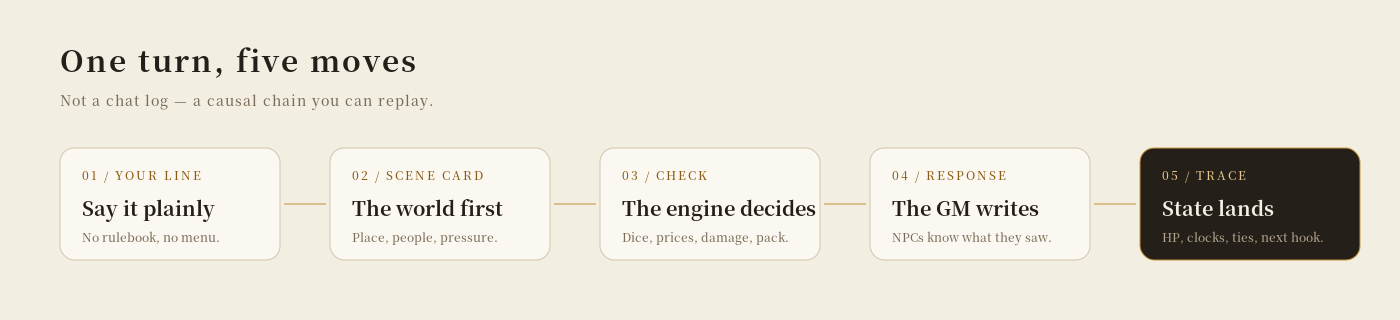 One turn, five moves
Not a chat log — a causal chain you can replay.
01 / YOUR LINE
Say it plainly
No rulebook, no menu.
02 / SCENE CARD
The world first
Place, people, pressure.
03 / CHECK
The engine decides
Dice, prices, damage, pack.
04 / RESPONSE
The GM writes
NPCs know what they saw.
05 / TRACE
State lands
HP, clocks, ties, next hook.